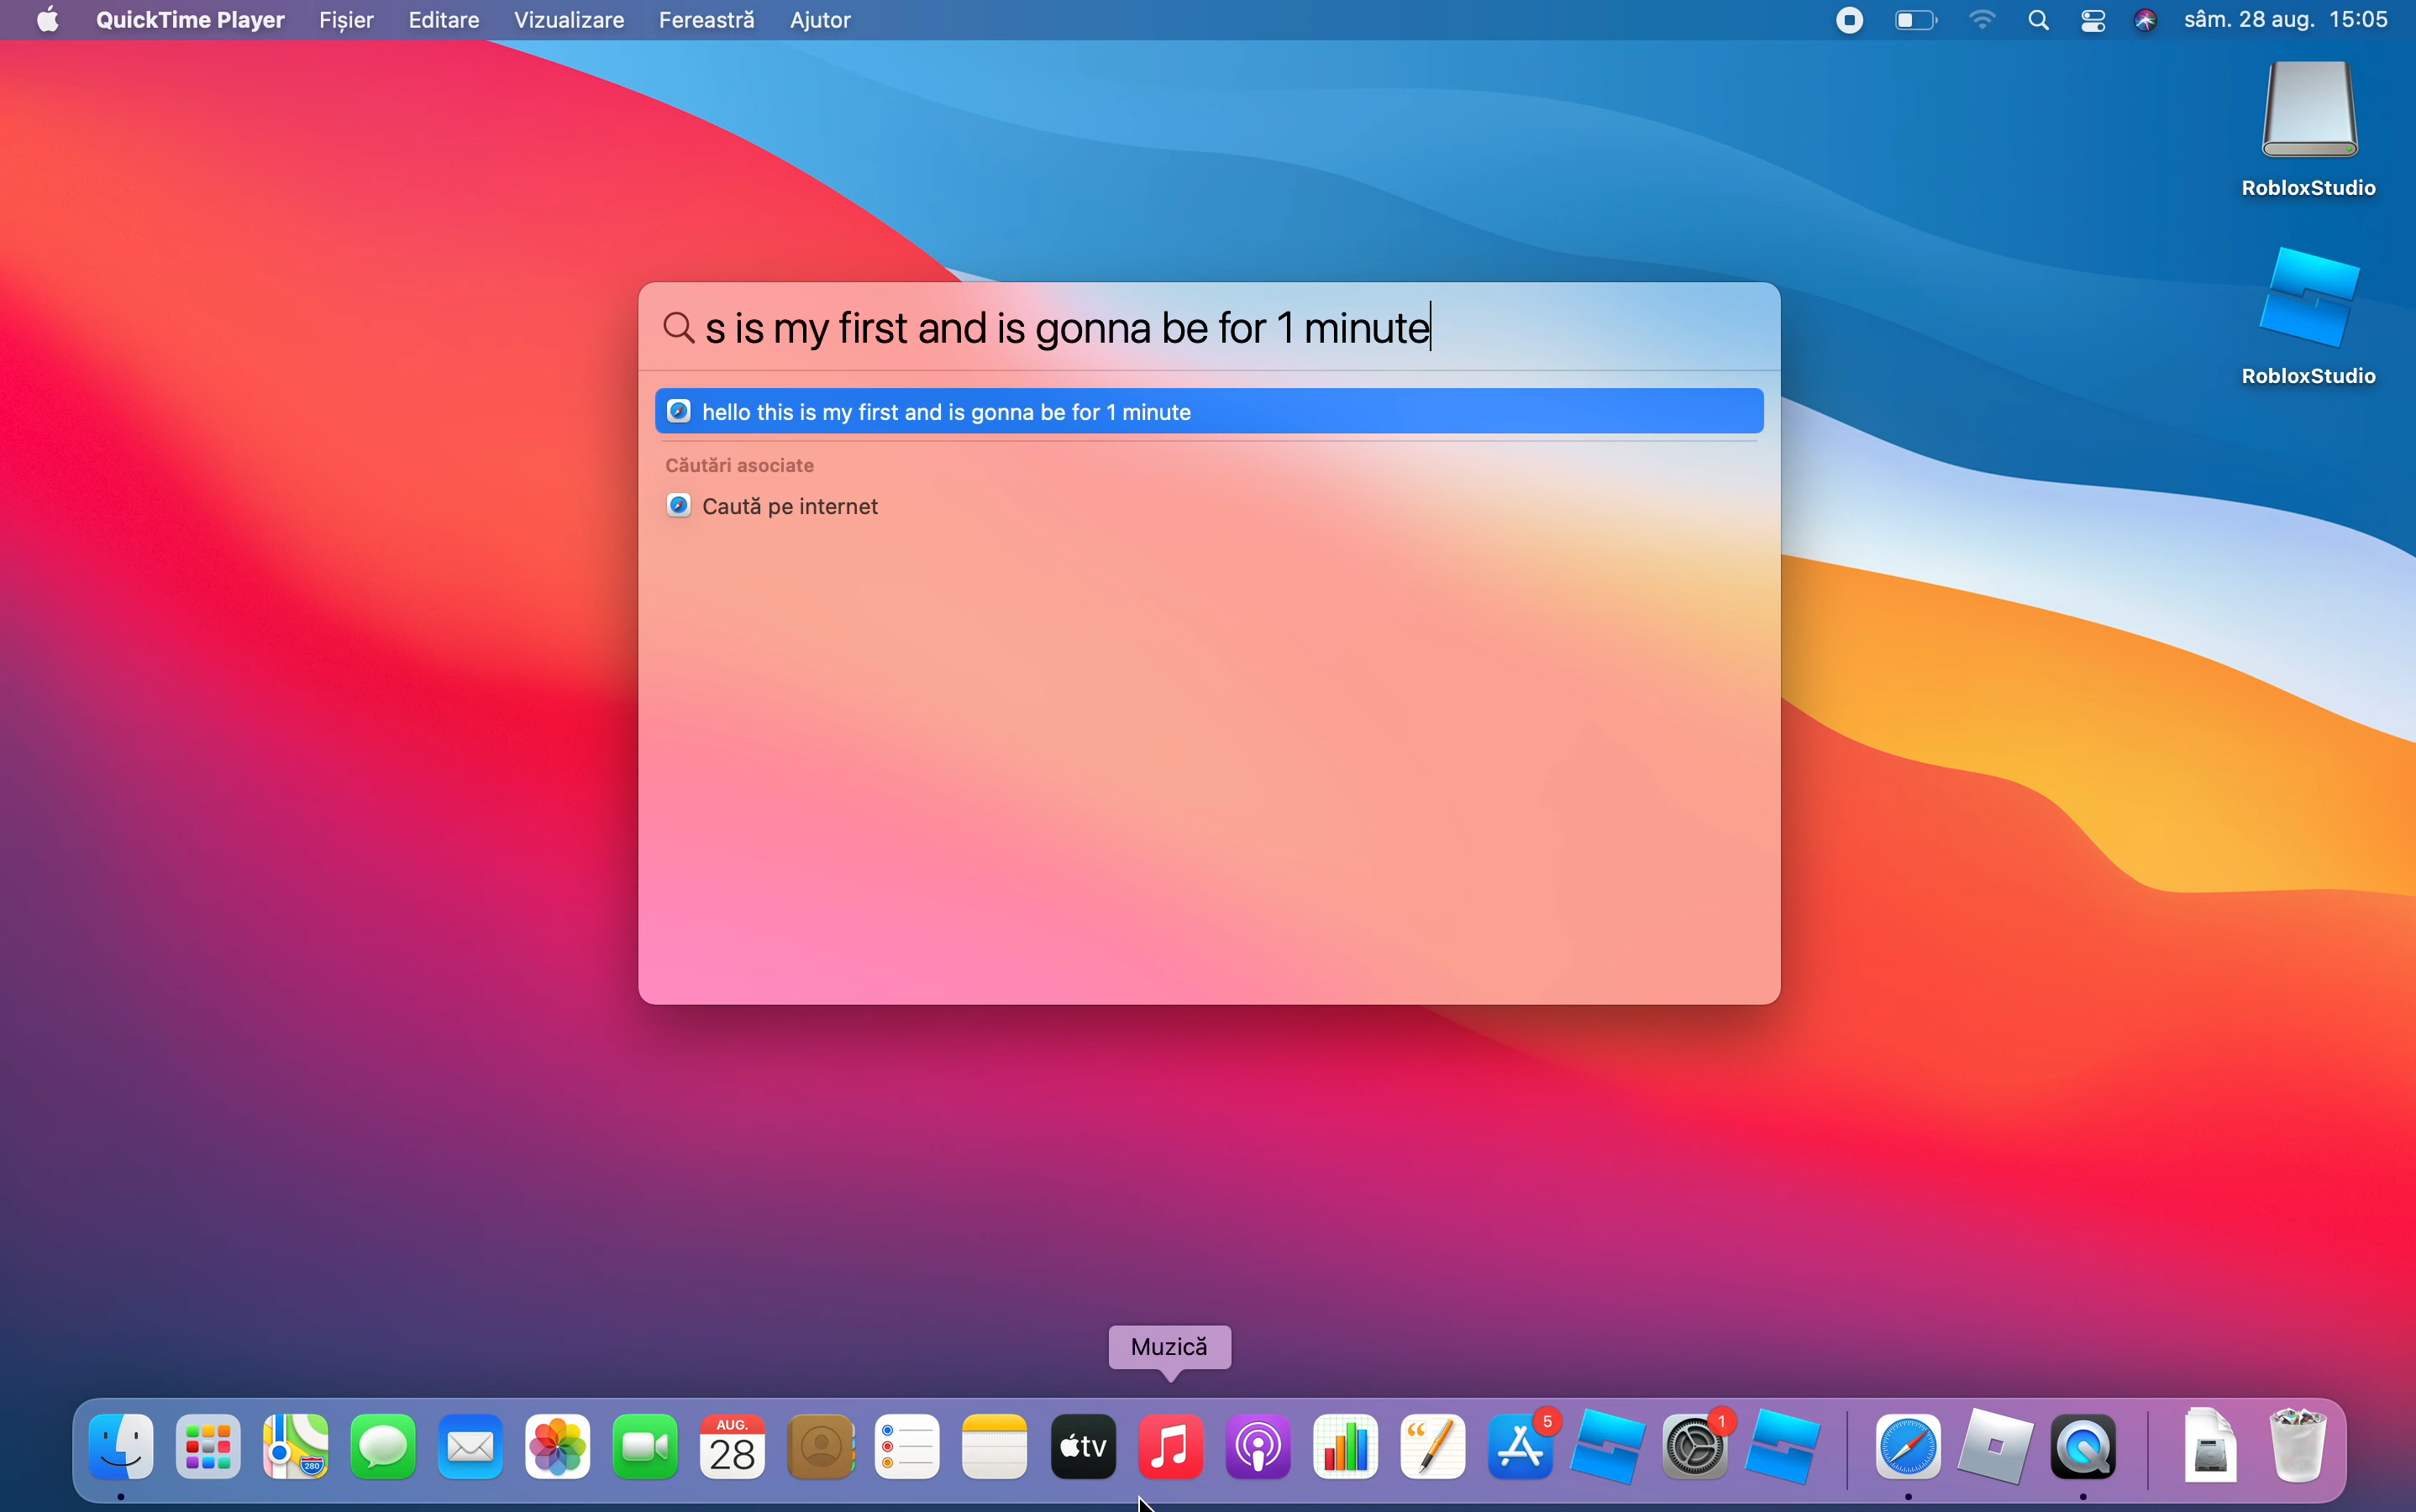 QuickTime Player Fișier Editare Vizualizare Fereastră Ajutor sâm. 28 aug. 15:05
RobloxStudio
RobloxStudio
s is my first and is gonna be for 1 minute
hello this is my first and is gonna be for 1 minute
Căutări asociate
Caută pe internet
Muzică
280
AUG.
28
tv
5
1